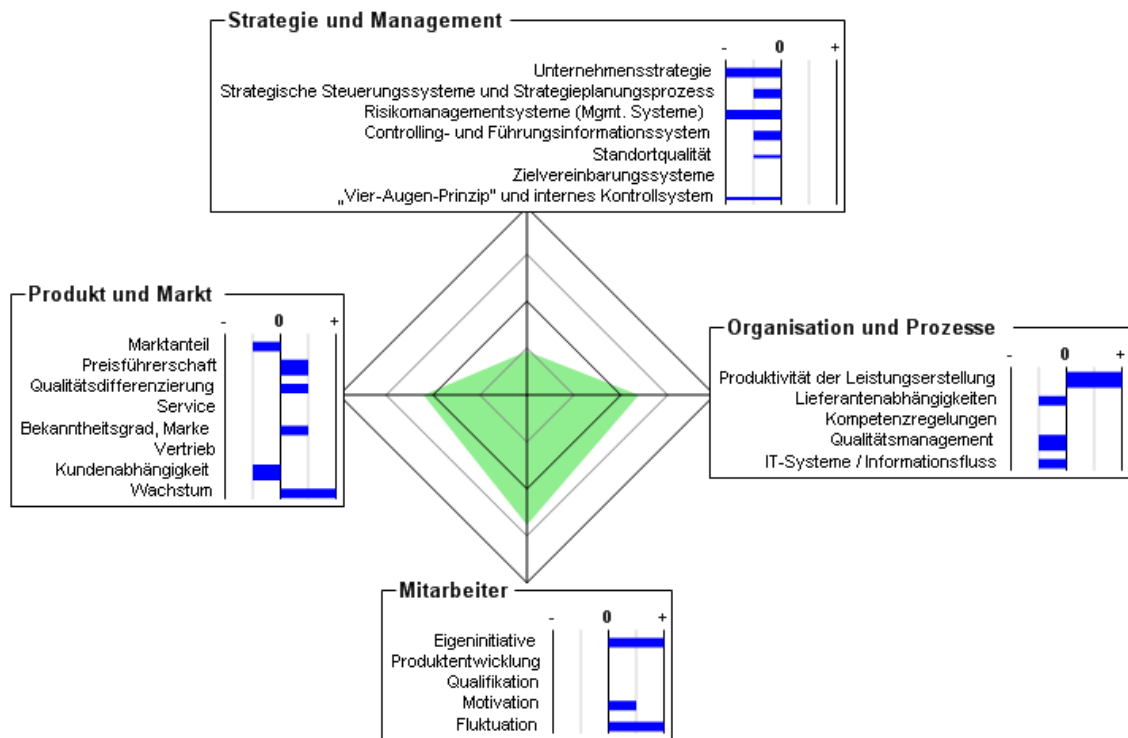 Strategie und Management
- 0 +
Unternehmensstrategie
Strategische Steuerungssysteme und Strategieplanungsprozess
Risikomanagementsysteme (Mgmt. Systeme)
Controlling- und Führungsinformationssystem
Standortqualität
Zielvereinbarungssysteme
„Vier-Augen-Prinzip" und internes Kontrollsystem
Produkt und Markt
- 0 +
Marktanteil
Preisführerschaft
Qualitätsdifferenzierung
Service
Bekanntheitsgrad, Marke
Vertrieb
Kundenabhängigkeit
Wachstum
Organisation und Prozesse
- 0 +
Produktivität der Leistungserstellung
Lieferantenabhängigkeiten
Kompetenzregelungen
Qualitätsmanagement
IT-Systeme / Informationsfluss
Mitarbeiter
- 0 +
Eigeninitiative
Produktentwicklung
Qualifikation
Motivation
Fluktuation